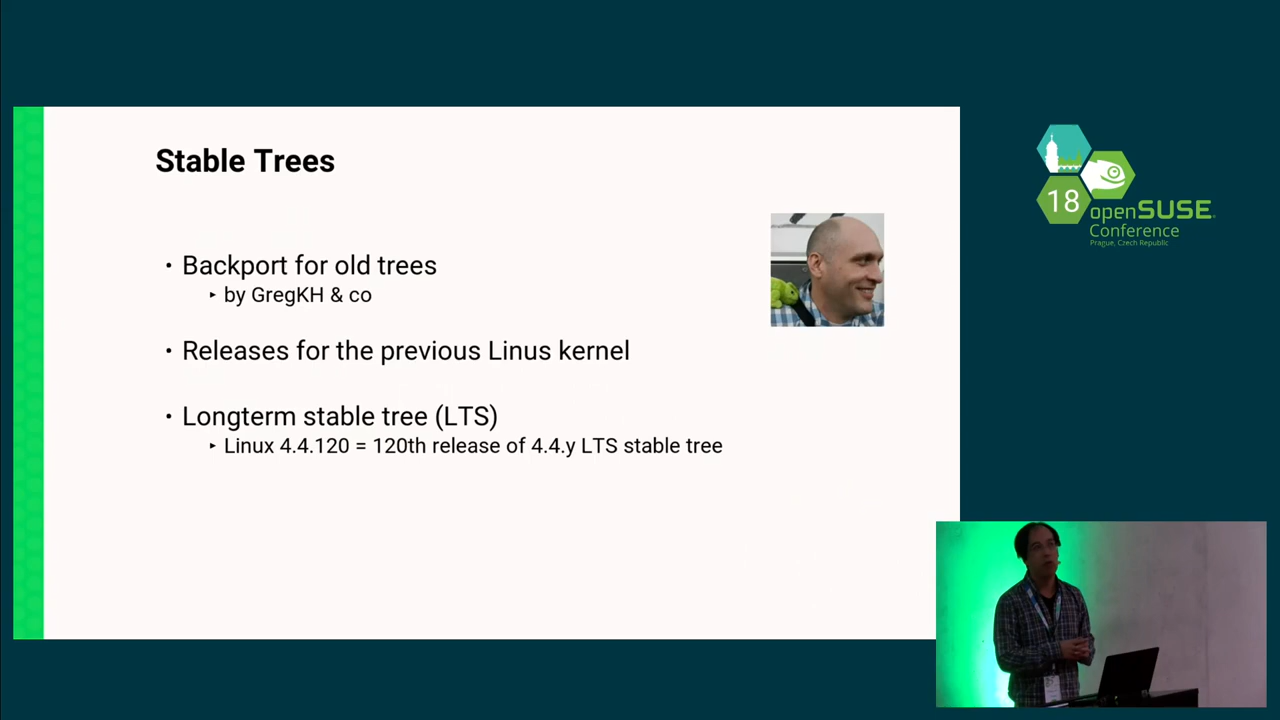 Stable Trees
• Backport for old trees
‣ by GregKH & co
• Releases for the previous Linus kernel
• Longterm stable tree (LTS)
‣ Linux 4.4.120 = 120th release of 4.4.y LTS stable tree
18
openSUSE
Conference
Prague, Czech Republic